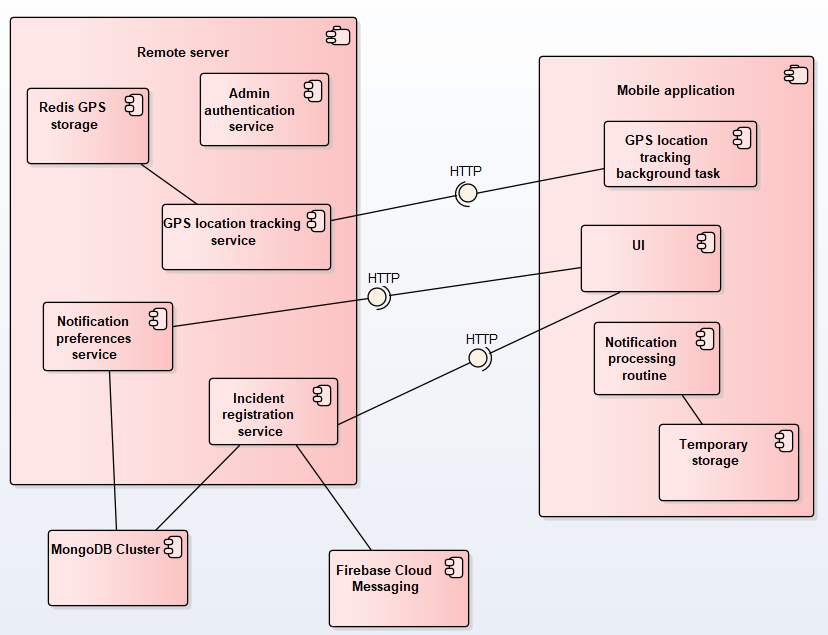 Remote server
Redis GPS
storage
Admin
authentication
service
GPS location tracking
service
Notification
preferences
service
Incident
registration
service
MongoDB Cluster
Firebase Cloud
Messaging
HTTP
HTTP
HTTP
Mobile application
GPS location
tracking
background task
UI
Notification
processing
routine
Temporary
storage